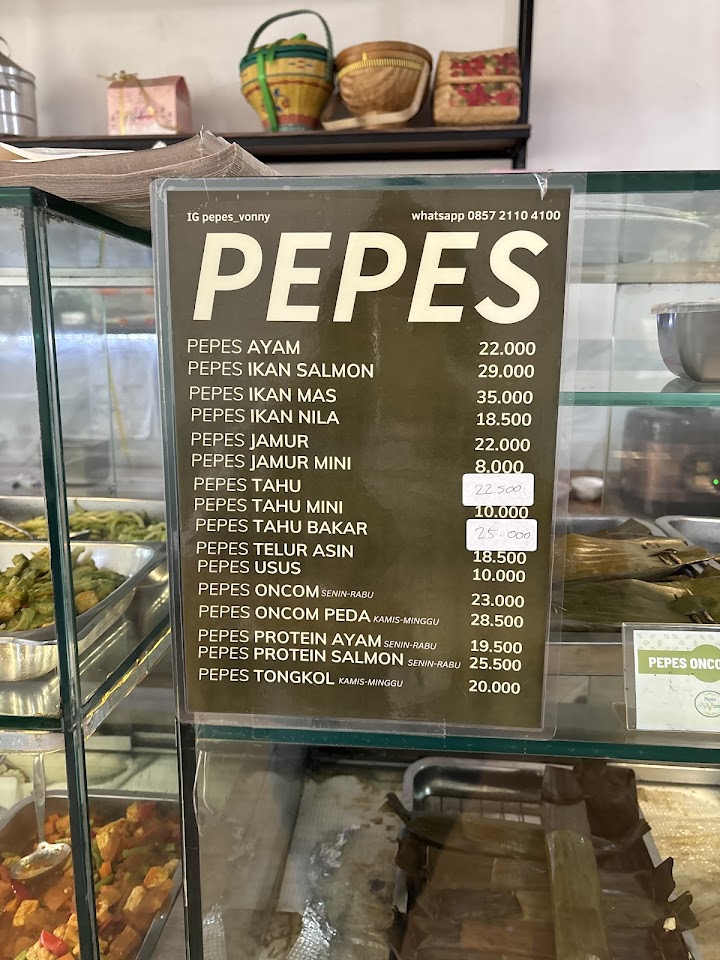 IG pepes_vonny whatsapp 0857 2110 4100
PEPES
PEPES AYAM 22.000
PEPES IKAN SALMON 29.000
PEPES IKAN MAS 35.000
PEPES IKAN NILA 18.500
PEPES JAMUR 22.000
PEPES JAMUR MINI 8.000
PEPES TAHU 22.500
PEPES TAHU MINI 10.000
PEPES TAHU BAKAR 25.000
PEPES TELUR ASIN 18.500
PEPES USUS 10.000
PEPES ONCOM SENIN-RABU 23.000
PEPES ONCOM PEDA KAMIS-MINGGU 28.500
PEPES PROTEIN AYAM SENIN-RABU 19.500
PEPES PROTEIN SALMON SENIN-RABU 25.500
PEPES TONGKOL KAMIS-MINGGU 20.000
PEPES
Pepes